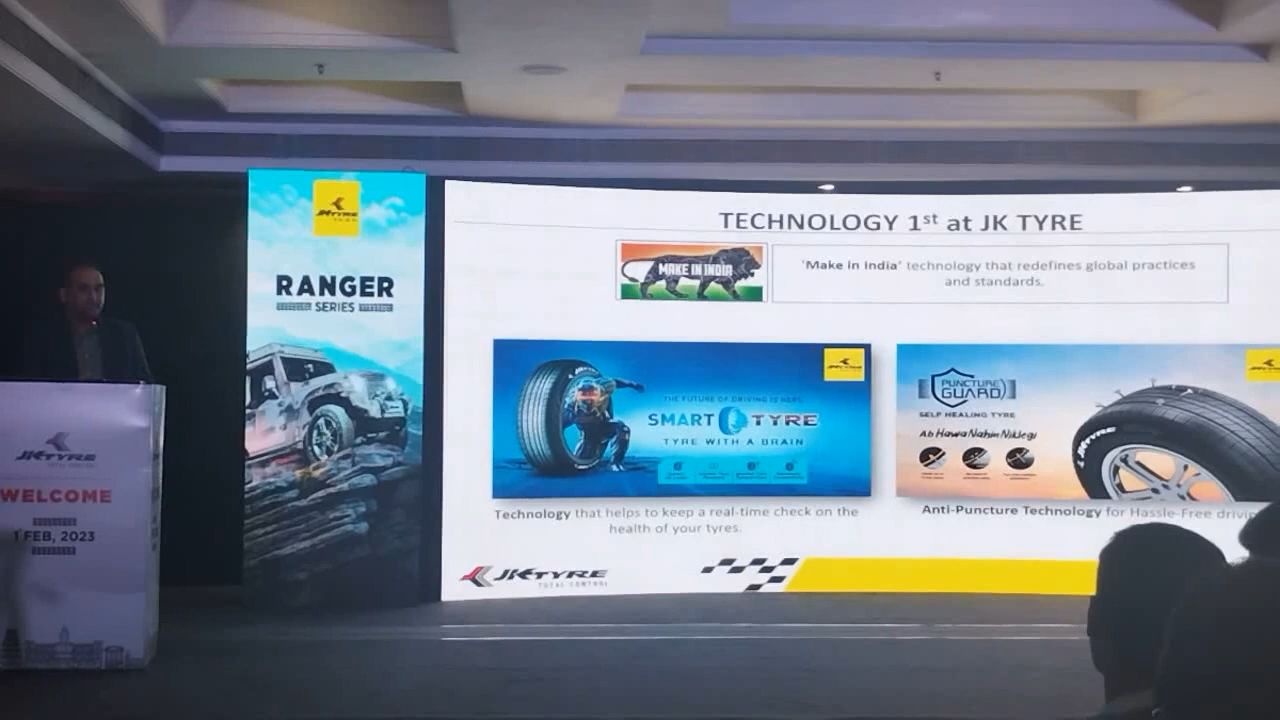 TECHNOLOGY 1st at JK TYRE
MAKE IN INDIA
'Make in India' technology that redefines global practices
and standards.
JK TYRE
RANGER
SERIES
THE FUTURE OF DRIVING IS HERE
SMART TYRE
TYRE WITH A BRAIN
PUNCTURE
GUARD
SELF HEALING TYRE
Ab Hawa Nahin Niklegi
Technology that helps to keep a real-time check on the
health of your tyres.
Anti-Puncture Technology for Hassle-Free
JK TYRE
TOTAL CONTROL
JK TYRE
TOTAL CONTROL
WELCOME
1 FEB, 2023